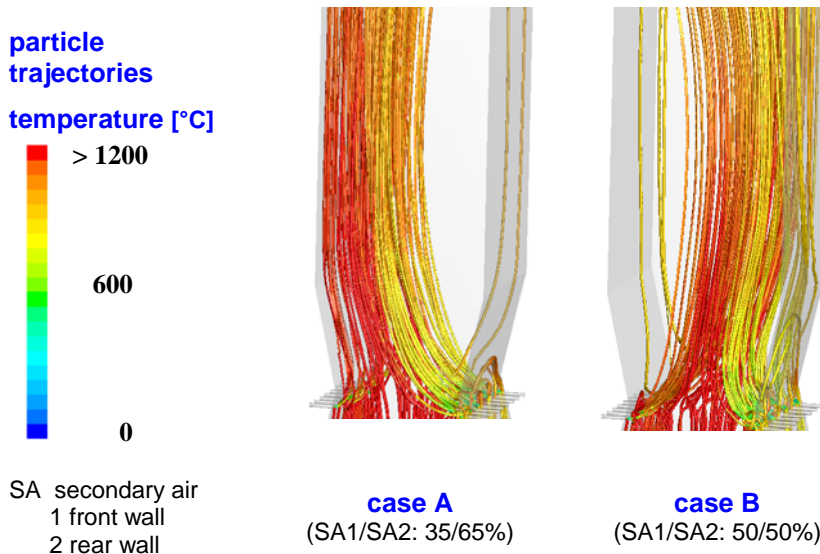 particle
trajectories
temperature [°C]
> 1200
600
0
SA secondary air
1 front wall
2 rear wall
case A
(SA1/SA2: 35/65%)
case B
(SA1/SA2: 50/50%)